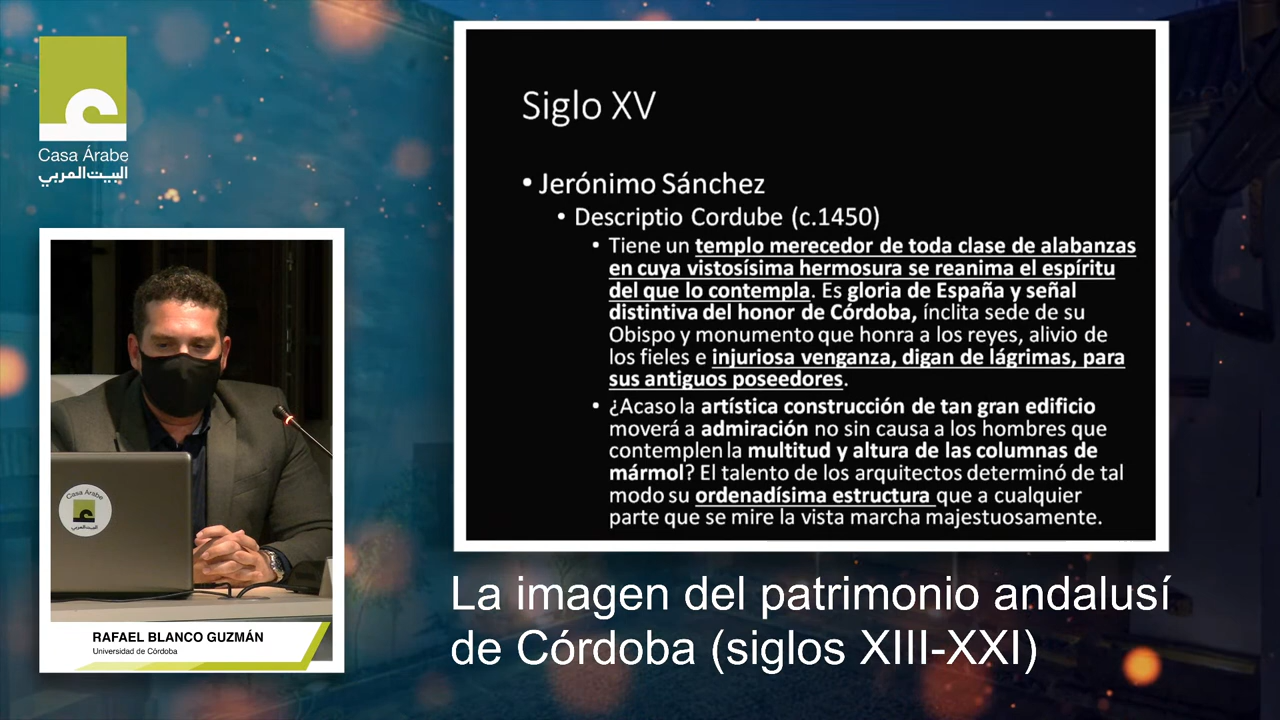 Casa Árabe
البيت العربي
Siglo XV
• Jerónimo Sánchez
• Descriptio Cordube (c.1450)
• Tiene un templo merecedor de toda clase de alabanzas
en cuya vistosísima hermosura se reanima el espíritu
del que lo contempla. Es gloria de España y señal
distintiva del honor de Córdoba, ínclita sede de su
Obispo y monumento que honra a los reyes, alivio de
los fieles e injuriosa venganza, digan de lágrimas, para
sus antiguos poseedores.
• ¿Acaso la artística construcción de tan gran edificio
moverá a admiración no sin causa a los hombres que
contemplen la multitud y altura de las columnas de
mármol? El talento de los arquitectos determinó de tal
modo su ordenadísima estructura que a cualquier
parte que se mire la vista marcha majestuosamente.
Casa Árabe
البيت العربي
RAFAEL BLANCO GUZMÁN
Universidad de Córdoba
La imagen del patrimonio andalusí
de Córdoba (siglos XIII-XXI)